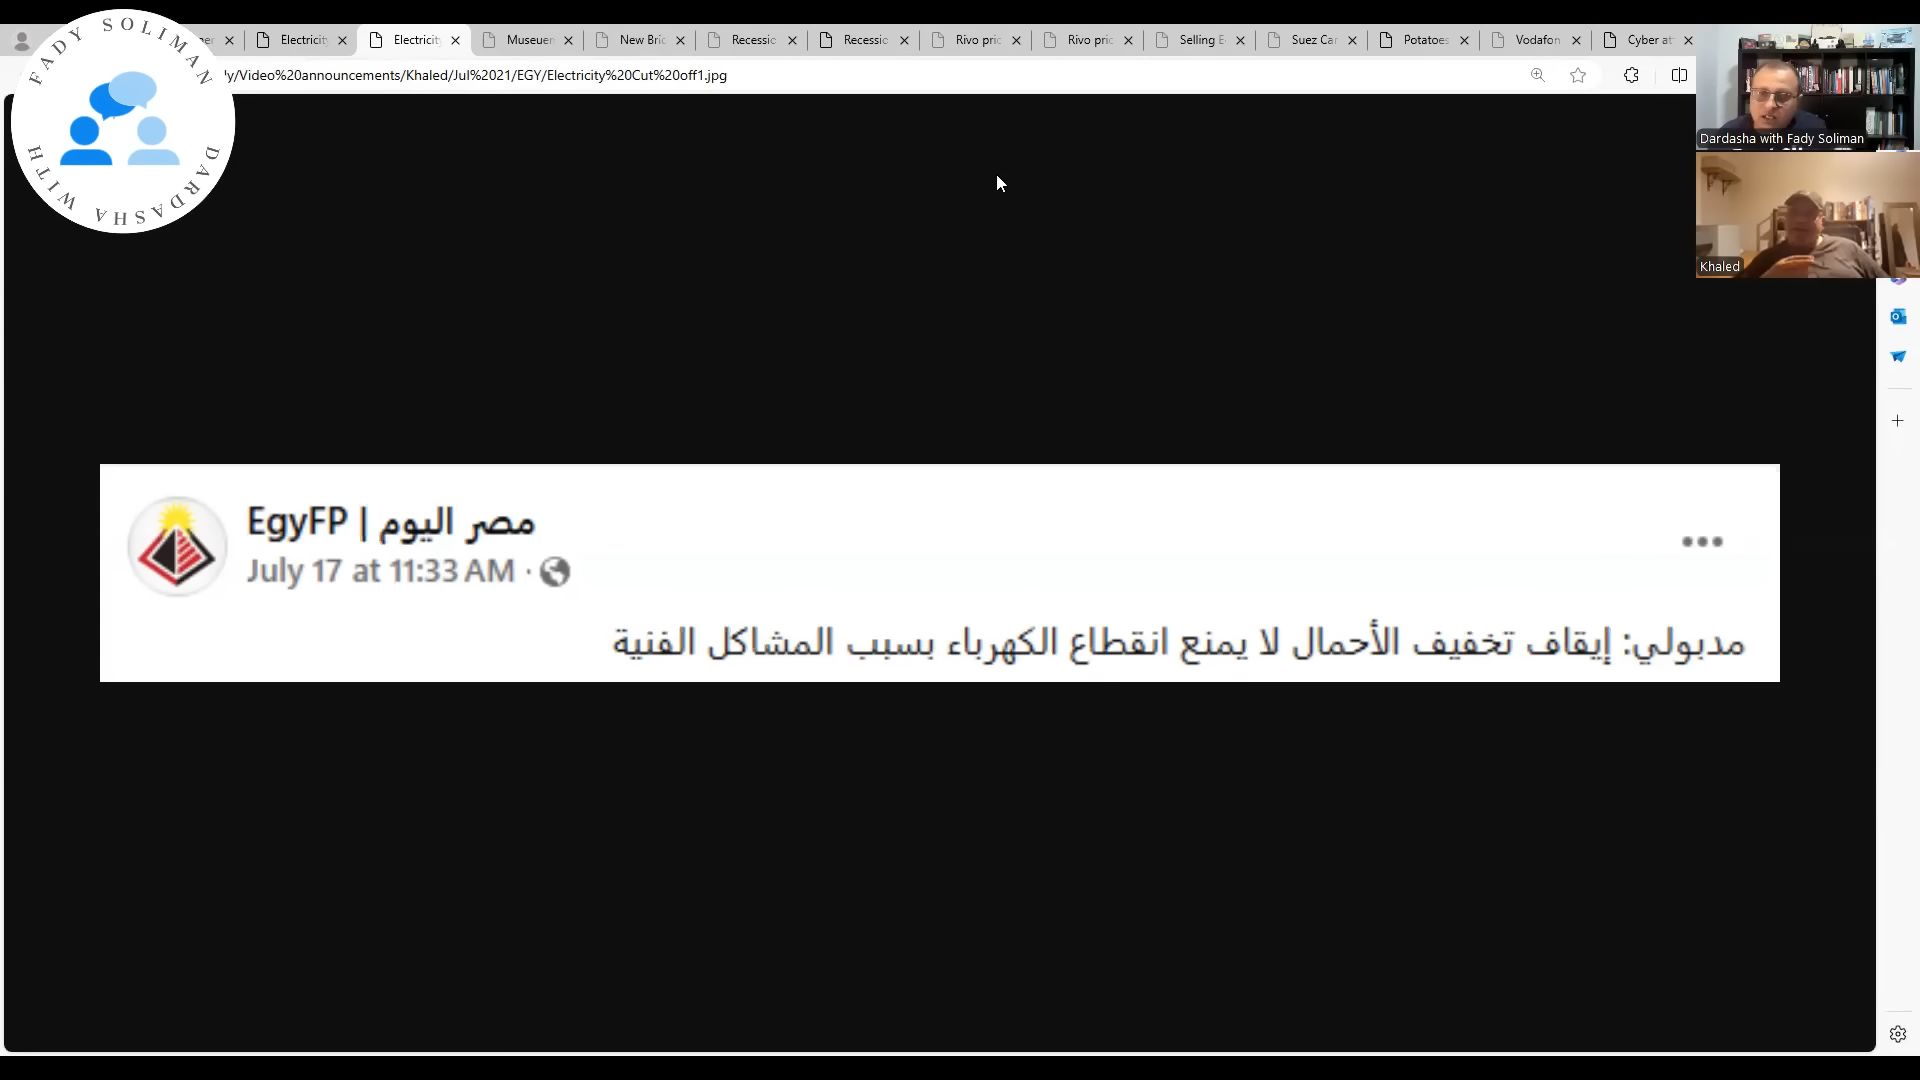 FADY SOLIMAN
DARDASHA WITH
Electricity
Electricity
Museuem
New Bric
Recessio
Recessio
Rivo pric
Rivo pric
Selling E
Suez Car
Potatoes
Vodafon
Cyber at
/Video%20announcements/Khaled/Jul%2021/EGY/Electricity%20Cut%20off1.jpg
Dardasha with Fady Soliman
Khaled
EgyFP | مصر اليوم
July 17 at 11:33 AM ·
مدبولي: إيقاف تخفيف الأحمال لا يمنع انقطاع الكهرباء بسبب المشاكل الفنية